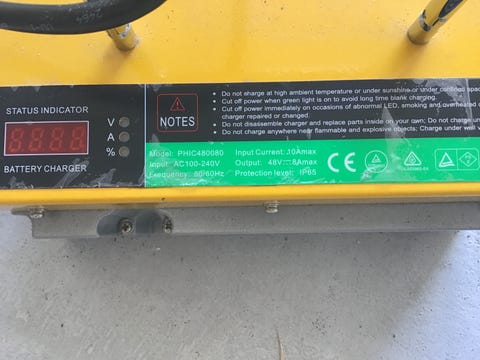 STATUS INDICATOR
V
A
%
BATTERY CHARGER
NOTES
• Do not sharge at high ambient temperature or under sunshine or under confined spac
• Cut off power when green light is on to avoid long time blank charging.
• Cut off power immediately on occasions of abnormal LED, smoking and overheated
charger repaired or changed.
• Do not disassemble charger and replace parts inside on your own; Do not charge
• Do not charge anywhere near flammable and explosive objects: Charge under well
Model: PHIC480080 Input Current: 10Amax
Input: AC100-240V Output: 48V⎓8Amax
Frequency: 50/60Hz Protection level: IP65
CE